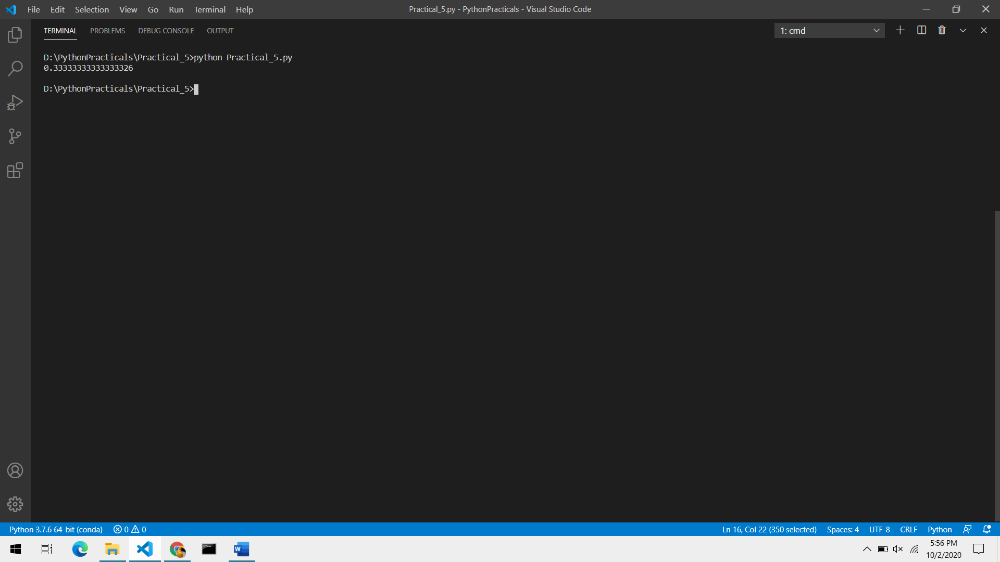 File Edit Selection View Go Run Terminal Help
Practical_5.py - PythonPracticals - Visual Studio Code
TERMINAL PROBLEMS DEBUG CONSOLE OUTPUT
1: cmd
D:\PythonPracticals\Practical_5>python Practical_5.py
0.33333333333333326
D:\PythonPracticals\Practical_5>
Python 3.7.6 64-bit (conda) 0 0
Ln 16, Col 22 (350 selected) Spaces: 4 UTF-8 CRLF Python
W
5:56 PM
10/2/2020